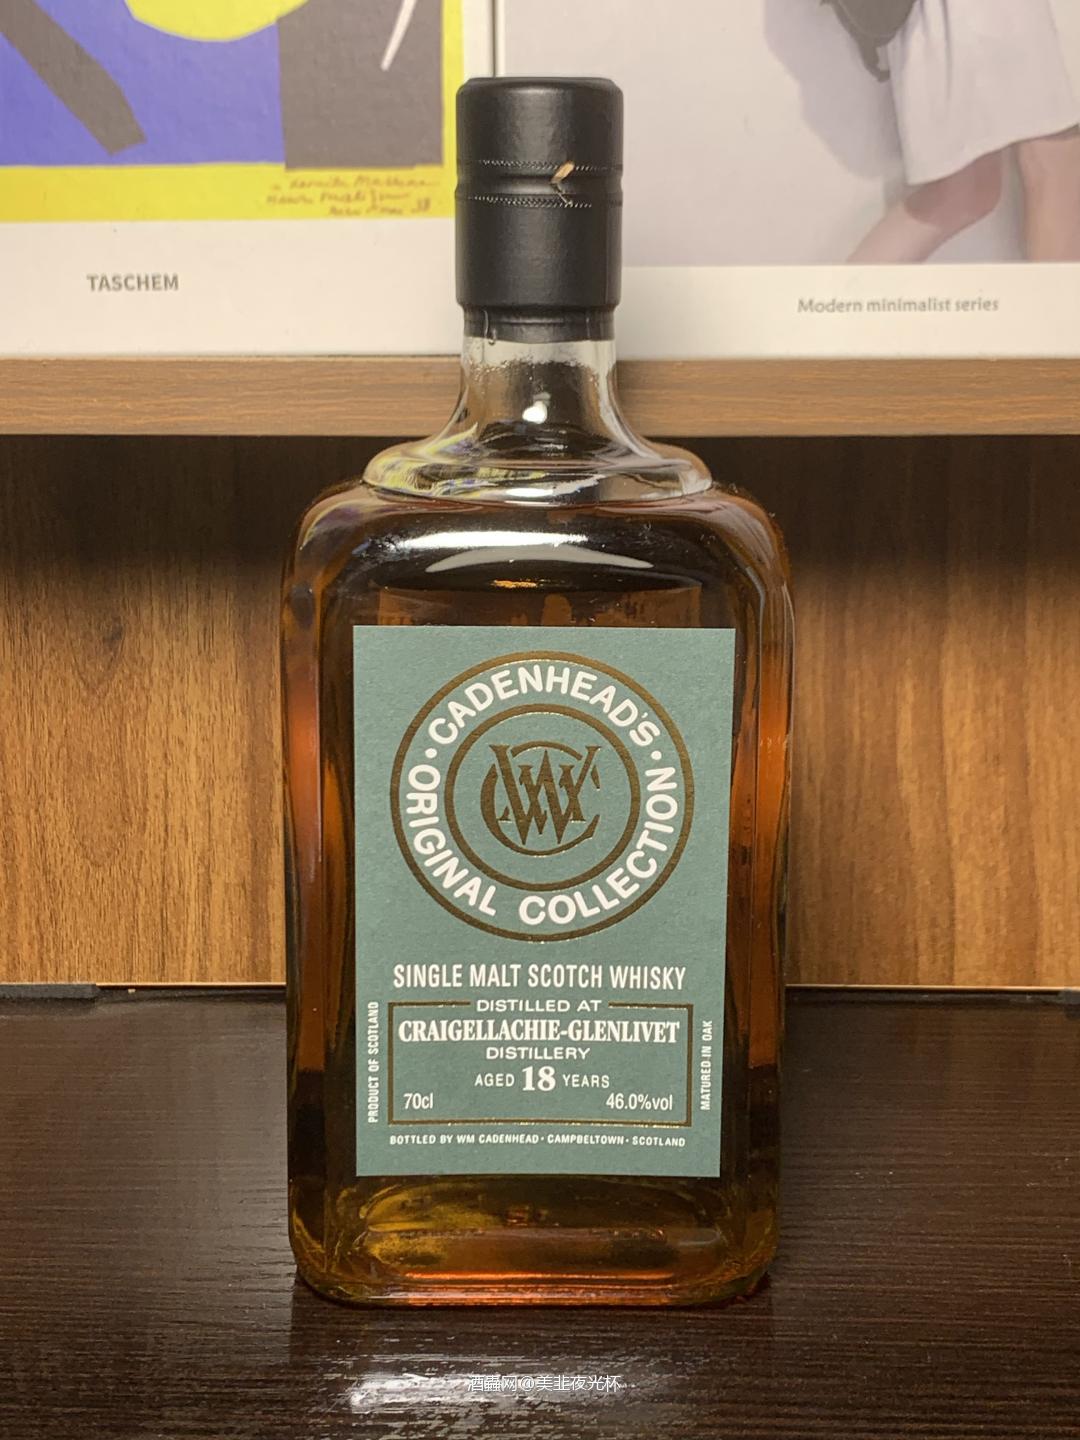 TASCHEM
Modern minimalist series
CADENHEAD'S
ORIGINAL COLLECTION
SINGLE MALT SCOTCH WHISKY
DISTILLED AT
CRAIGELLACHIE-GLENLIVET
DISTILLERY
AGED 18 YEARS
70cl 46.0%vol
PRODUCT OF SCOTLAND
MATURED IN OAK
BOTTLED BY WM CADENHEAD · CAMPBELTOWN · SCOTLAND
酒蟲网@美韭夜光杯